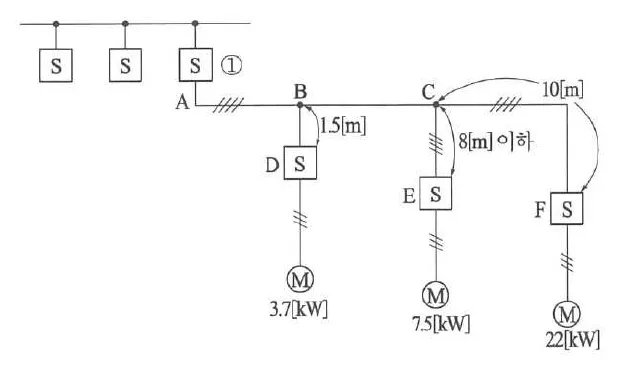 S
S
S ①
A
B
C
10[m]
1.5[m]
8[m] 이하
D S
E S
F S
M
3.7[kW]
M
7.5[kW]
M
22[kW]